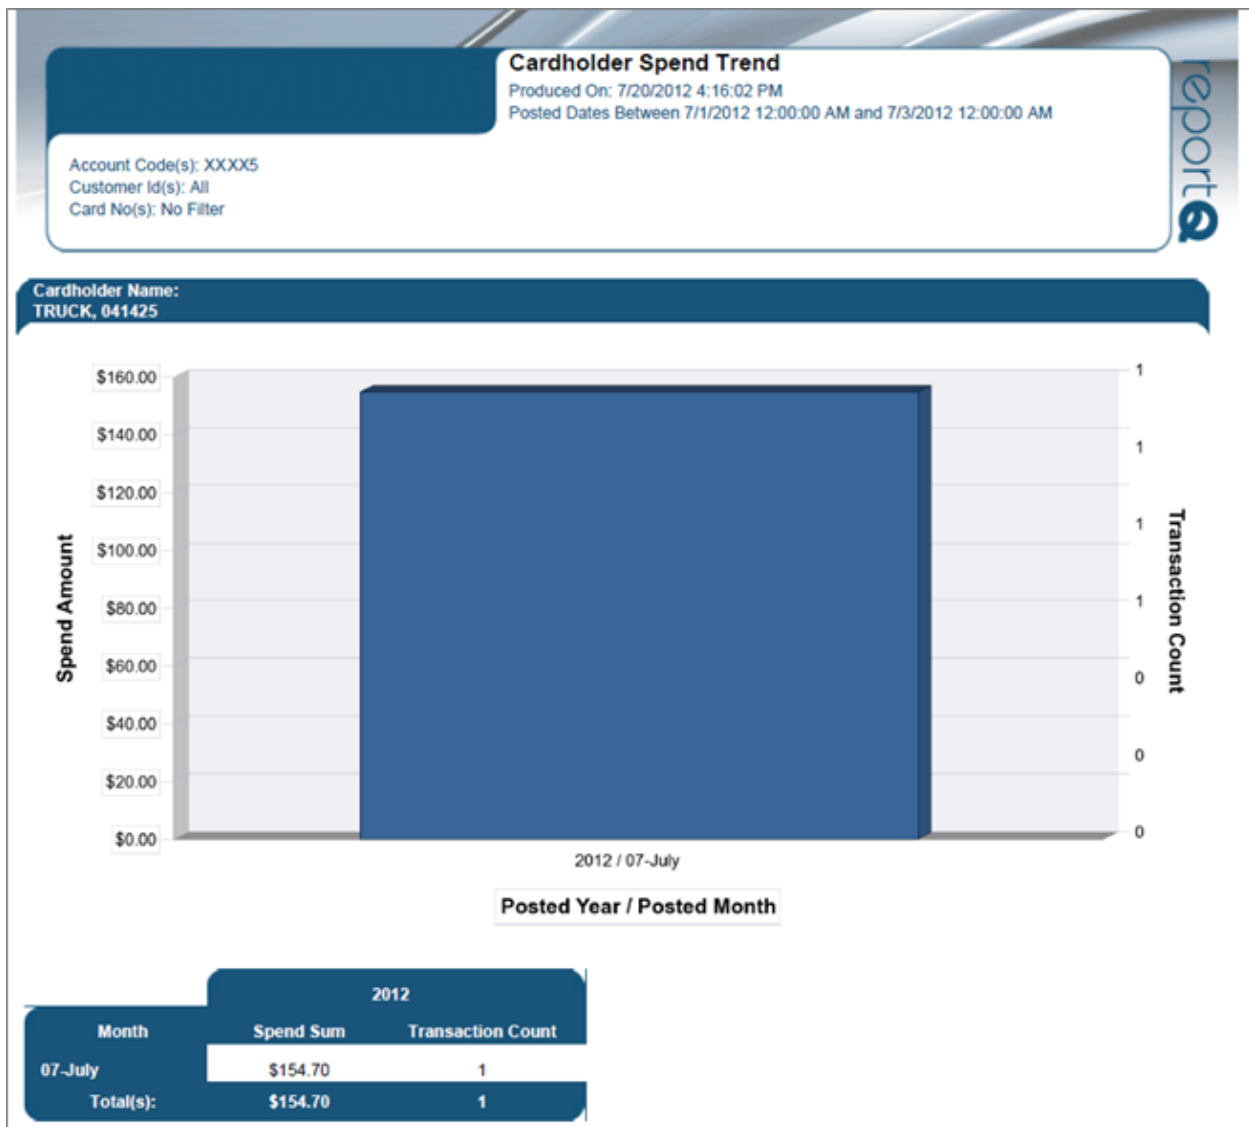 Cardholder Spend Trend
Produced On: 7/20/2012 4:16:02 PM
Posted Dates Between 7/1/2012 12:00:00 AM and 7/3/2012 12:00:00 AM
Account Code(s): XXXX5
Customer Id(s): All
Card No(s): No Filter
reportQ
Cardholder Name:
TRUCK, 041425
Spend Amount
$160.00
$140.00
$120.00
$100.00
$80.00
$60.00
$40.00
$20.00
$0.00
1
1
1
1
0
0
0
Transaction Count
2012 / 07-July
Posted Year / Posted Month
2012
Month Spend Sum Transaction Count
07-July $154.70 1
Total(s): $154.70 1